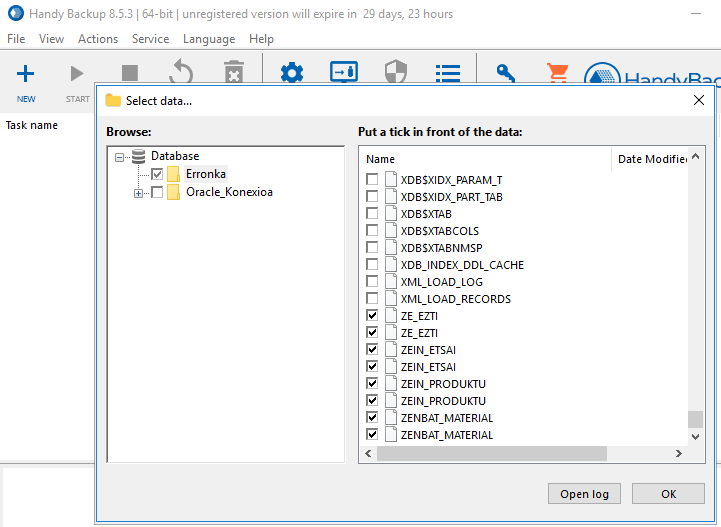 Handy Backup 8.5.3 | 64-bit | unregistered version will expire in 29 days, 23 hours
File View Actions Service Language Help
NEW START HandyBac
Task name
Select data...
Browse:
Database
Erronka
Oracle_Konexioa
Put a tick in front of the data:
Name Date Modifie
XDB$XIDX_PARAM_T
XDB$XIDX_PART_TAB
XDB$XTAB
XDB$XTABCOLS
XDB$XTABNMSP
XDB_INDEX_DDL_CACHE
XML_LOAD_LOG
XML_LOAD_RECORDS
ZE_EZTI
ZE_EZTI
ZEIN_ETSAI
ZEIN_ETSAI
ZEIN_PRODUKTU
ZEIN_PRODUKTU
ZENBAT_MATERIAL
ZENBAT_MATERIAL
Open log OK